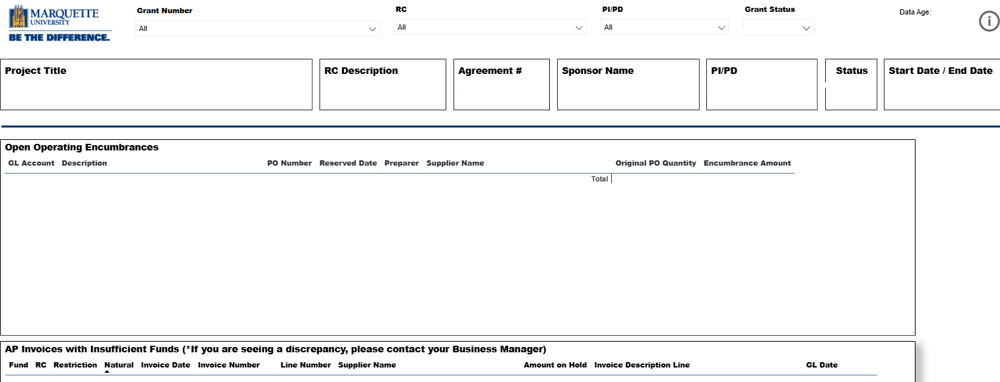 MARQUETTE
UNIVERSITY
BE THE DIFFERENCE.
Grant Number
All
RC
All
PI/PD
All
Grant Status
Data Age:
Project Title
RC Description
Agreement #
Sponsor Name
PI/PD
Status
Start Date / End Date
Open Operating Encumbrances
GL Account Description PO Number Reserved Date Preparer Supplier Name Original PO Quantity Encumbrance Amount
Total
AP Invoices with Insufficient Funds (*If you are seeing a discrepancy, please contact your Business Manager)
Fund RC Restriction Natural Invoice Date Invoice Number Line Number Supplier Name Amount on Hold Invoice Description Line GL Date